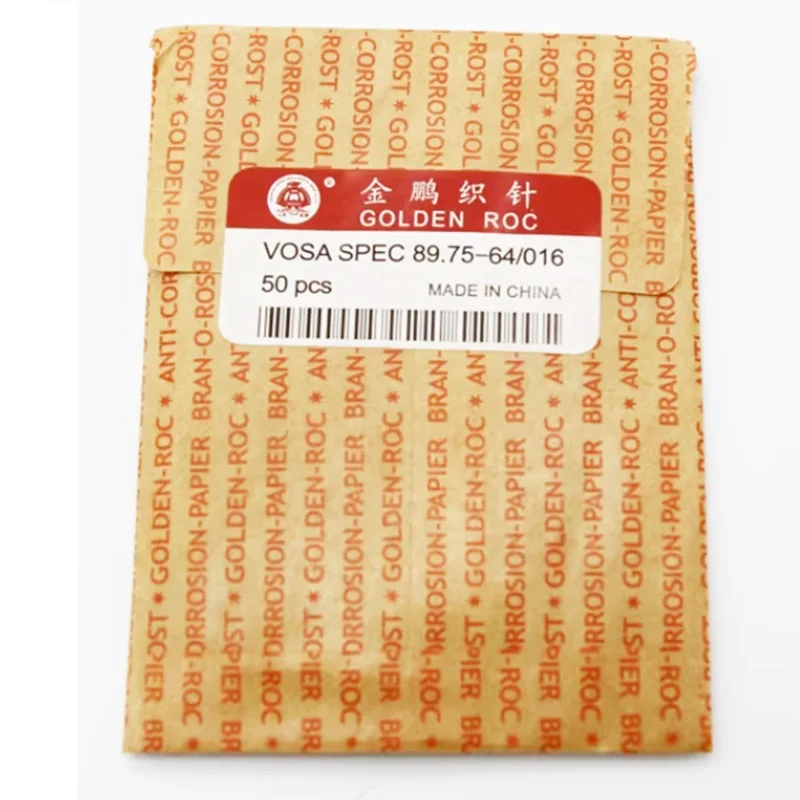 金鹏织针
GOLDEN ROC
VOSA SPEC 89.75-64/016
50 pcs
MADE IN CHINA
ANTI-CORROSION-PAPIER BRAN-O-ROST * GOLDEN-ROC *